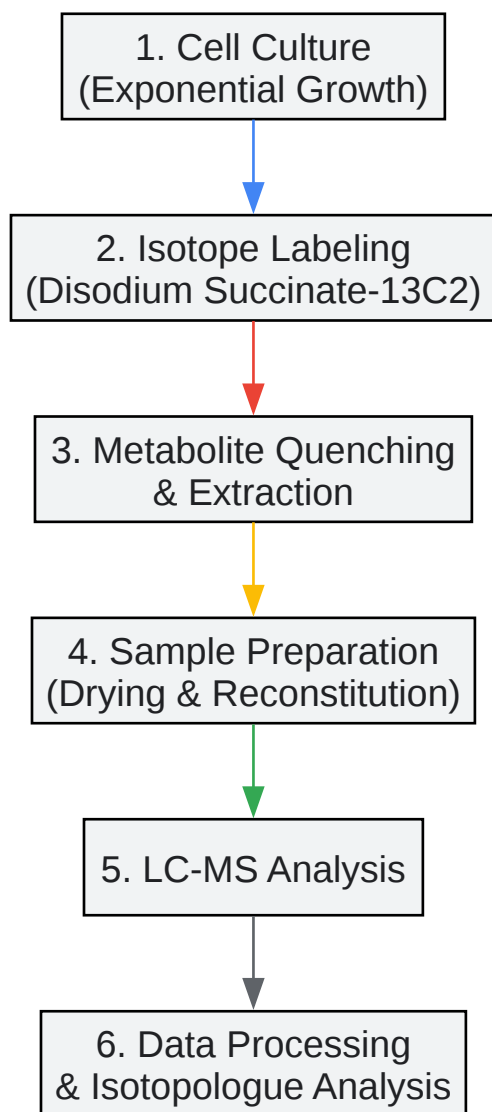 1. Cell Culture
(Exponential Growth)
2. Isotope Labeling
(Disodium Succinate-13C2)
3. Metabolite Quenching
& Extraction
4. Sample Preparation
(Drying & Reconstitution)
5. LC-MS Analysis
6. Data Processing
& Isotopologue Analysis